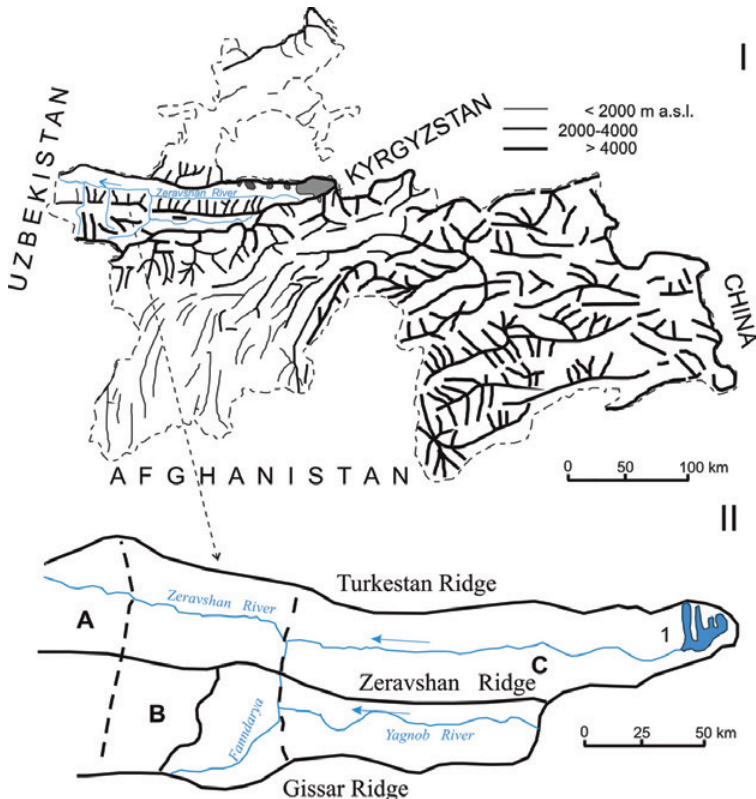 I
UZBEKISTAN
KYRGYZSTAN
< 2000 m a.s.l.
2000-4000
> 4000
Zeravshan River
CHINA
AFGHANISTAN
0 50 100 km
II
Turkestan Ridge
Zeravshan River
A
1
C
Zeravshan Ridge
B
Fanndarya
Yagnob River
0 25 50 km
Gissar Ridge